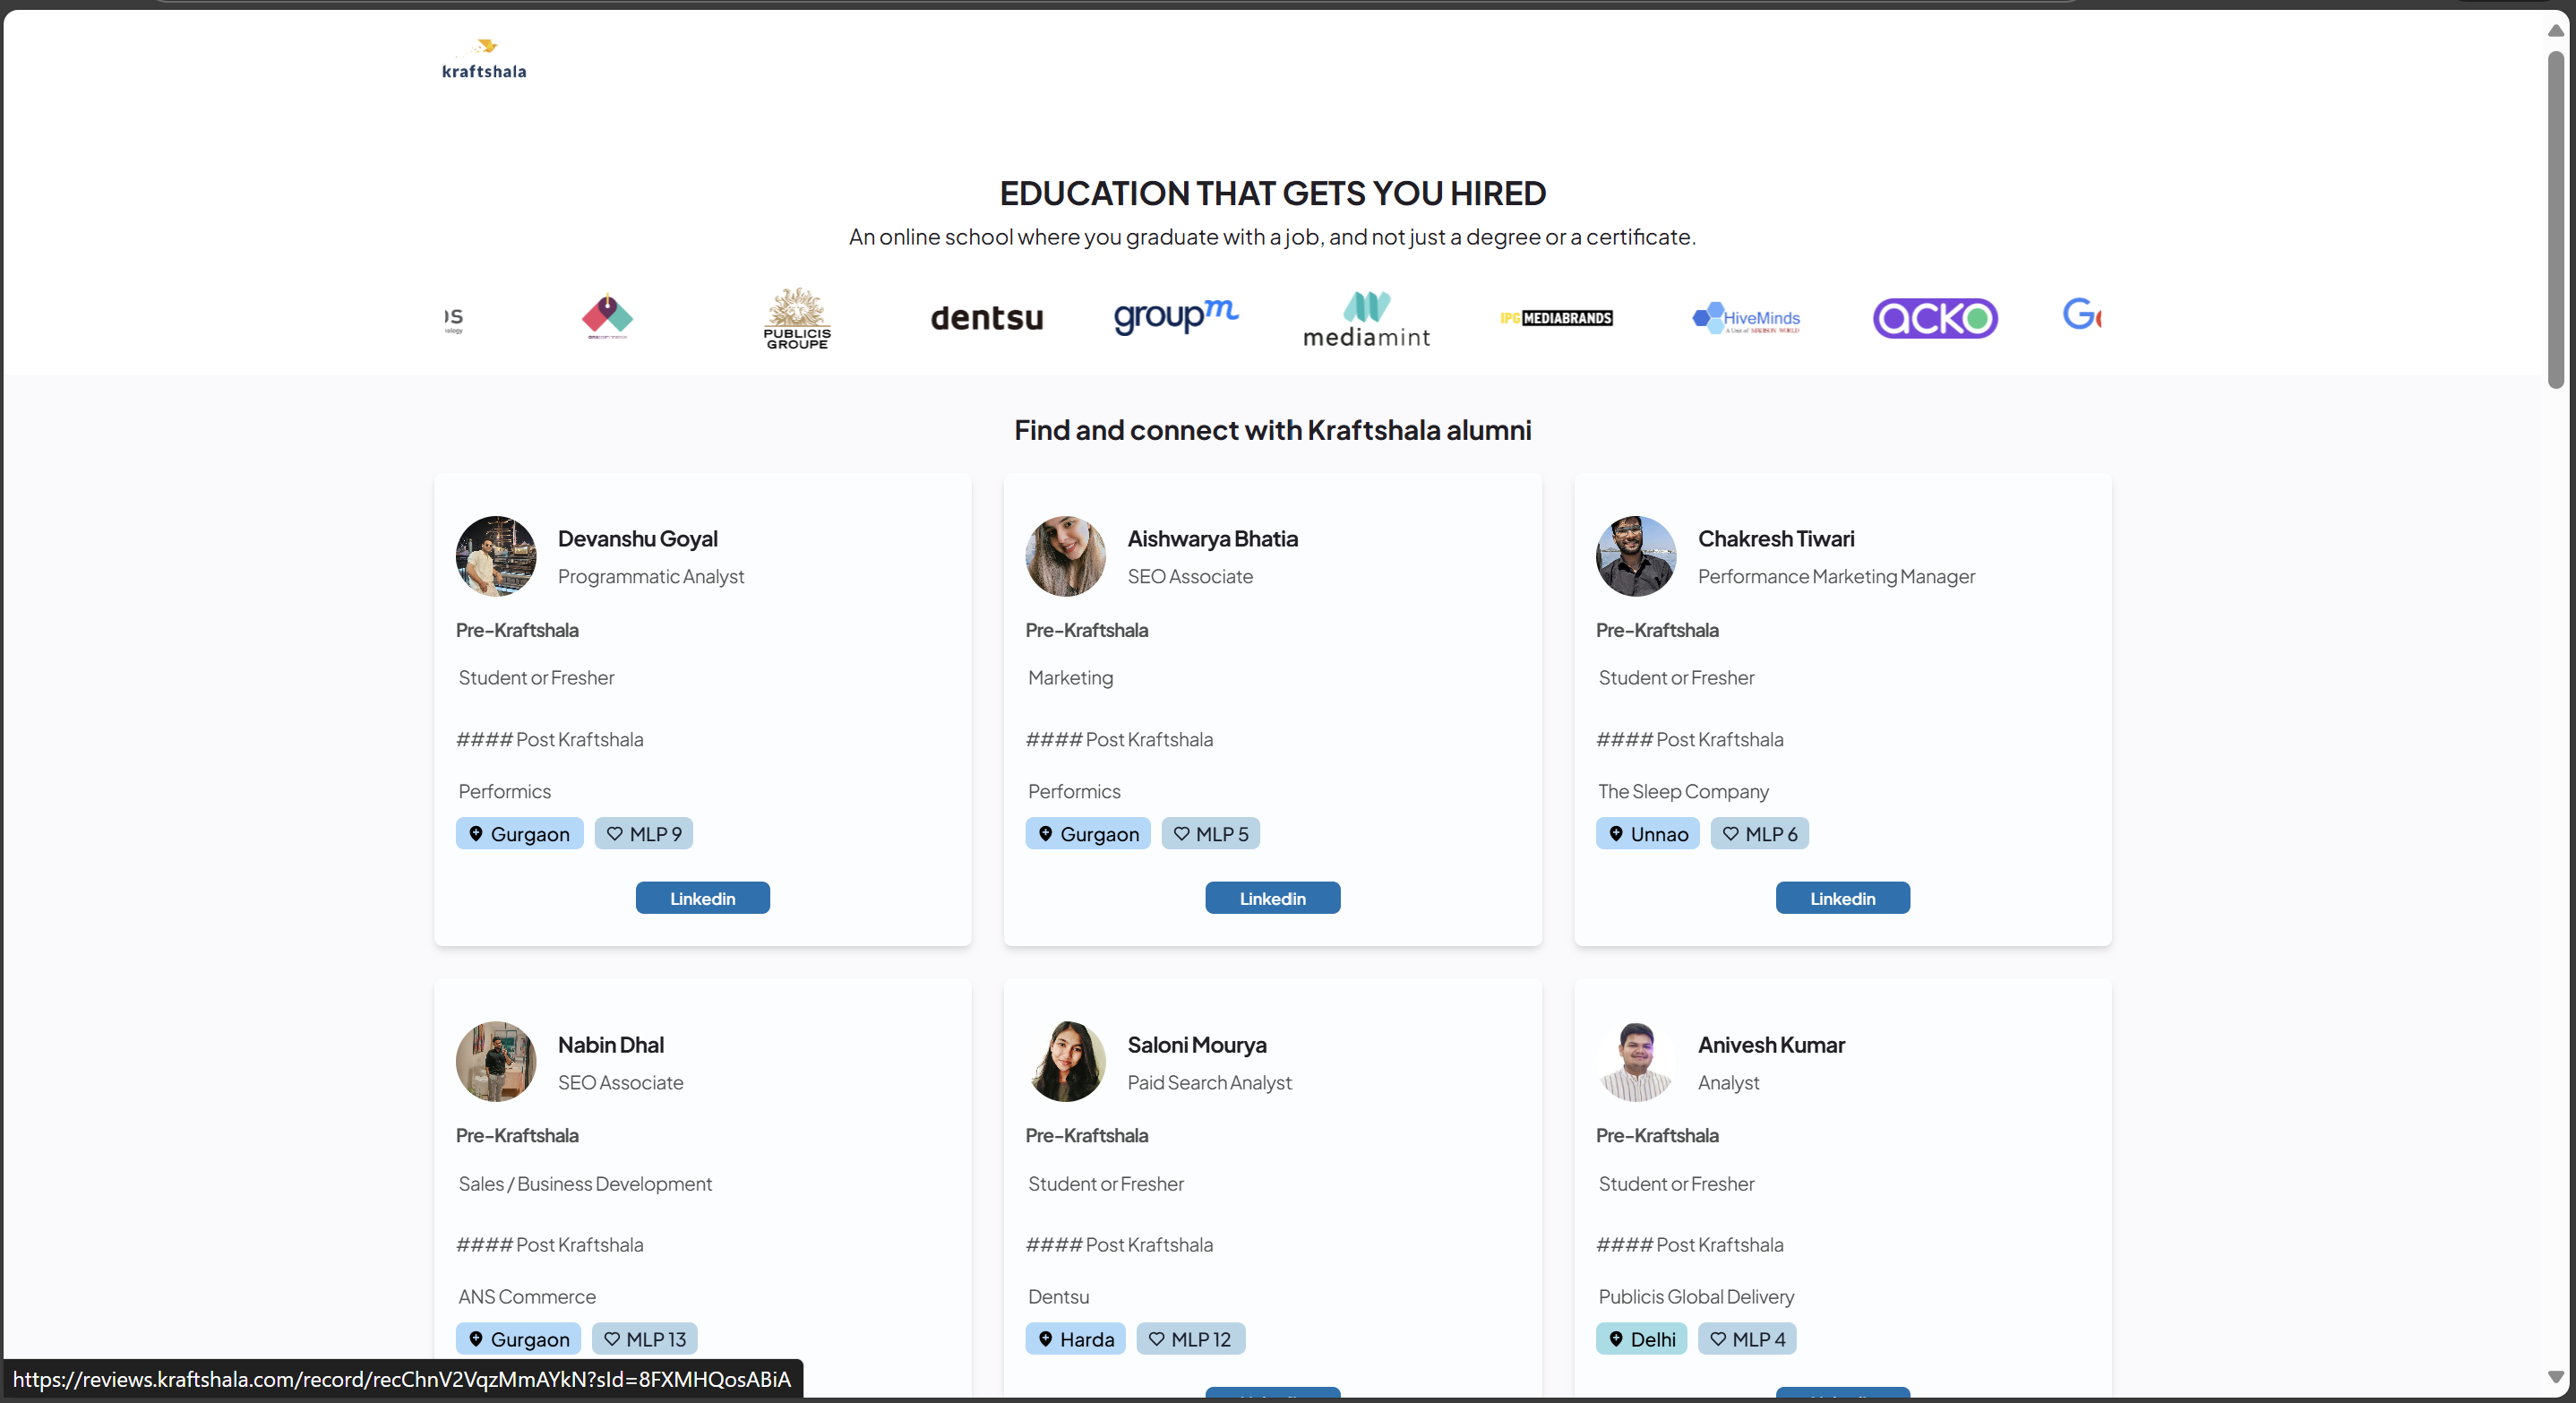 kraftshala
EDUCATION THAT GETS YOU HIRED
An online school where you graduate with a job, and not just a degree or a certificate.
PUBLICIS
GROUPE
dentsu
groupm
mediamint
IPG MEDIABRANDS
HiveMinds
A Unit of MADISON WORLD
ACKO
Find and connect with Kraftshala alumni
Devanshu Goyal
Programmatic Analyst
Pre-Kraftshala
Student or Fresher
#### Post Kraftshala
Performics
Gurgaon
MLP 9
Linkedin
Aishwarya Bhatia
SEO Associate
Pre-Kraftshala
Marketing
#### Post Kraftshala
Performics
Gurgaon
MLP 5
Linkedin
Chakresh Tiwari
Performance Marketing Manager
Pre-Kraftshala
Student or Fresher
#### Post Kraftshala
The Sleep Company
Unnao
MLP 6
Linkedin
Nabin Dhal
SEO Associate
Pre-Kraftshala
Sales / Business Development
#### Post Kraftshala
ANS Commerce
Gurgaon
MLP 13
Saloni Mourya
Paid Search Analyst
Pre-Kraftshala
Student or Fresher
#### Post Kraftshala
Dentsu
Harda
MLP 12
Anivesh Kumar
Analyst
Pre-Kraftshala
Student or Fresher
#### Post Kraftshala
Publicis Global Delivery
Delhi
MLP 4
https://reviews.kraftshala.com/record/recChnV2VqzMmAYkN?sId=8FXMHQosABiA